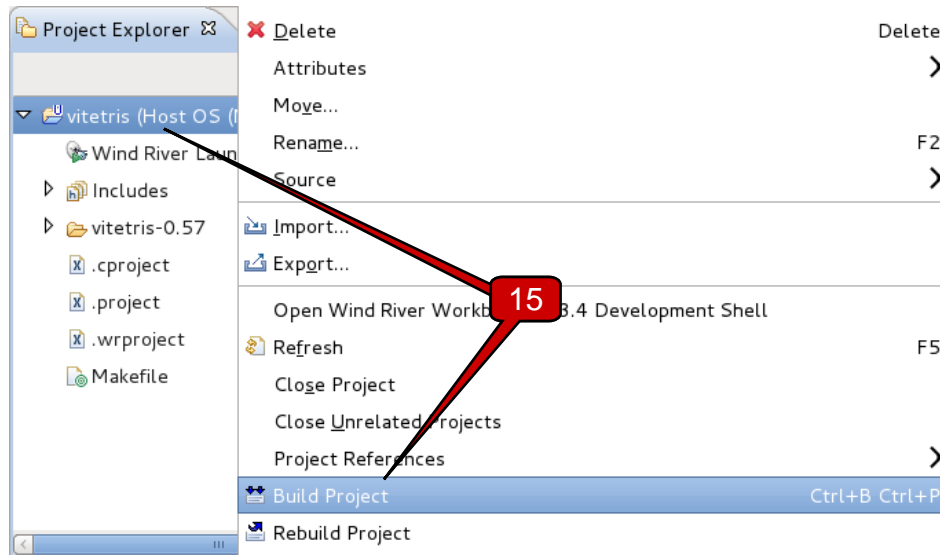 Project Explorer
vitetris (Host OS (
Wind River Laun
Includes
vitetris-0.57
.cproject
.project
.wrproject
Makefile
Delete Delete
Attributes
Move...
Rename... F2
Source
Import...
Export...
Open Wind River Workb 3.4 Development Shell
15
Refresh F5
Close Project
Close Unrelated Projects
Project References
Build Project Ctrl+B Ctrl+P
Rebuild Project